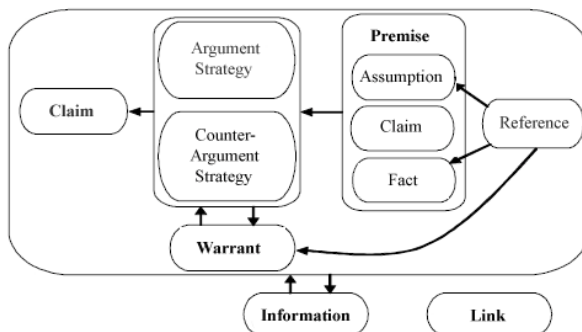 Argument
Strategy
Premise
Assumption
Claim
Claim
Reference
Counter-
Argument
Strategy
Fact
Warrant
Information
Link